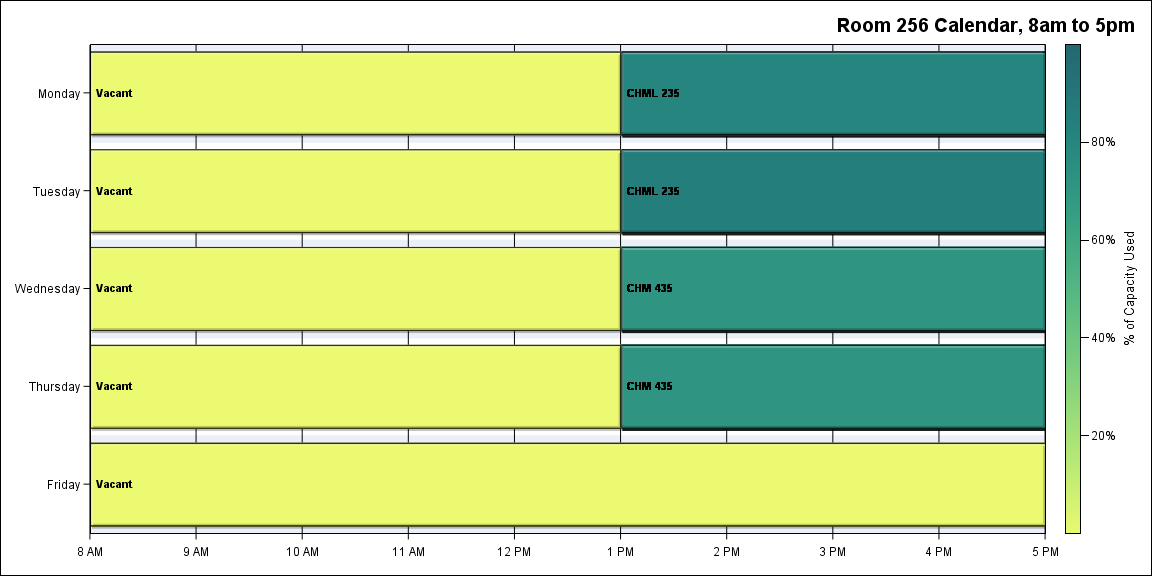 Room 256 Calendar, 8am to 5pm
Monday Vacant CHML 235
80%
Tuesday Vacant CHML 235
60%
% of Capacity Used
Wednesday Vacant CHM 435
40%
Thursday Vacant CHM 435
20%
Friday Vacant
8 AM 9 AM 10 AM 11 AM 12 PM 1 PM 2 PM 3 PM 4 PM 5 PM